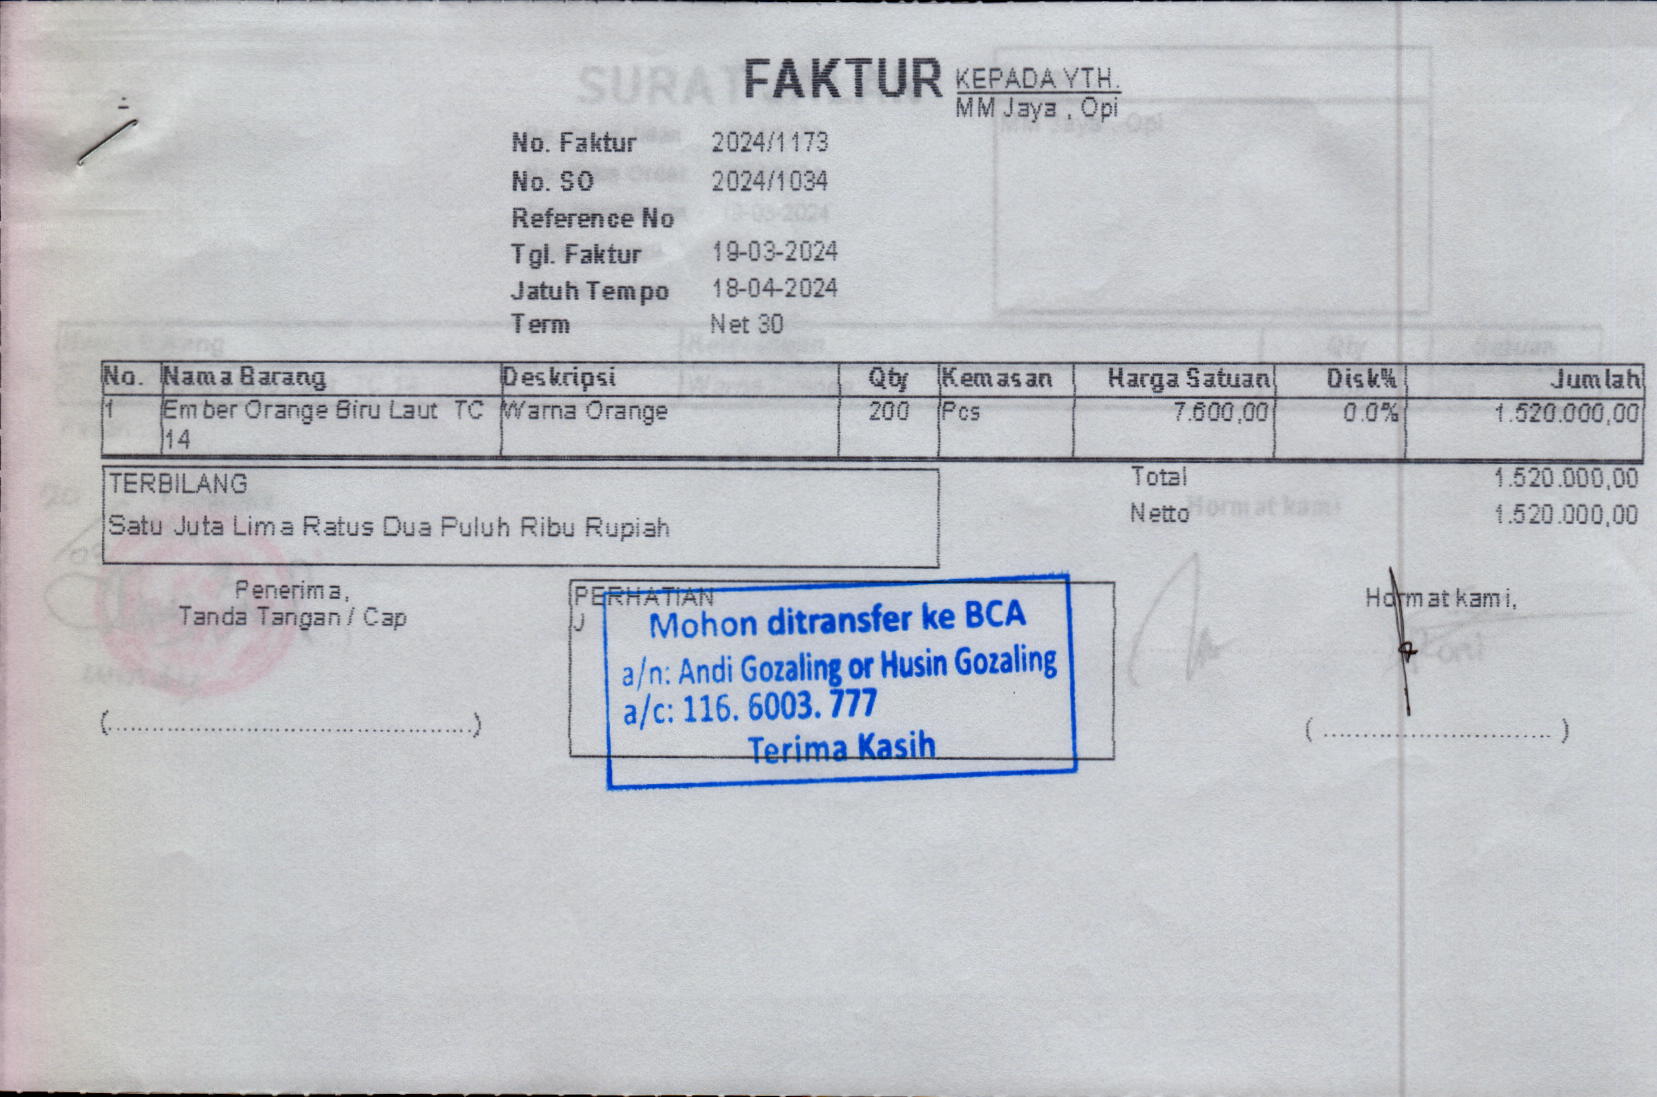 FAKTUR
KEPADA YTH.
MM Jaya , Opi
No. Faktur 2024/1173
No. SO 2024/1034
Reference No
Tgl. Faktur 19-03-2024
Jatuh Tempo 18-04-2024
Term Net 30
No. Nama Barang Deskripsi Qty Kemasan Harga Satuan Disk% Jumlah
1 Ember Orange Biru Laut TC Warna Orange 200 Pcs 7.600,00 0.0% 1.520.000,00
14
TERBILANG
Satu Juta Lima Ratus Dua Puluh Ribu Rupiah
Total 1.520.000,00
Netto 1.520.000,00
Penerima,
Tanda Tangan / Cap
(...............................................)
PERHATIAN
J
Mohon ditransfer ke BCA
a/n: Andi Gozaling or Husin Gozaling
a/c: 116. 6003. 777
Terima Kasih
Hormat kami,
( ............................ )